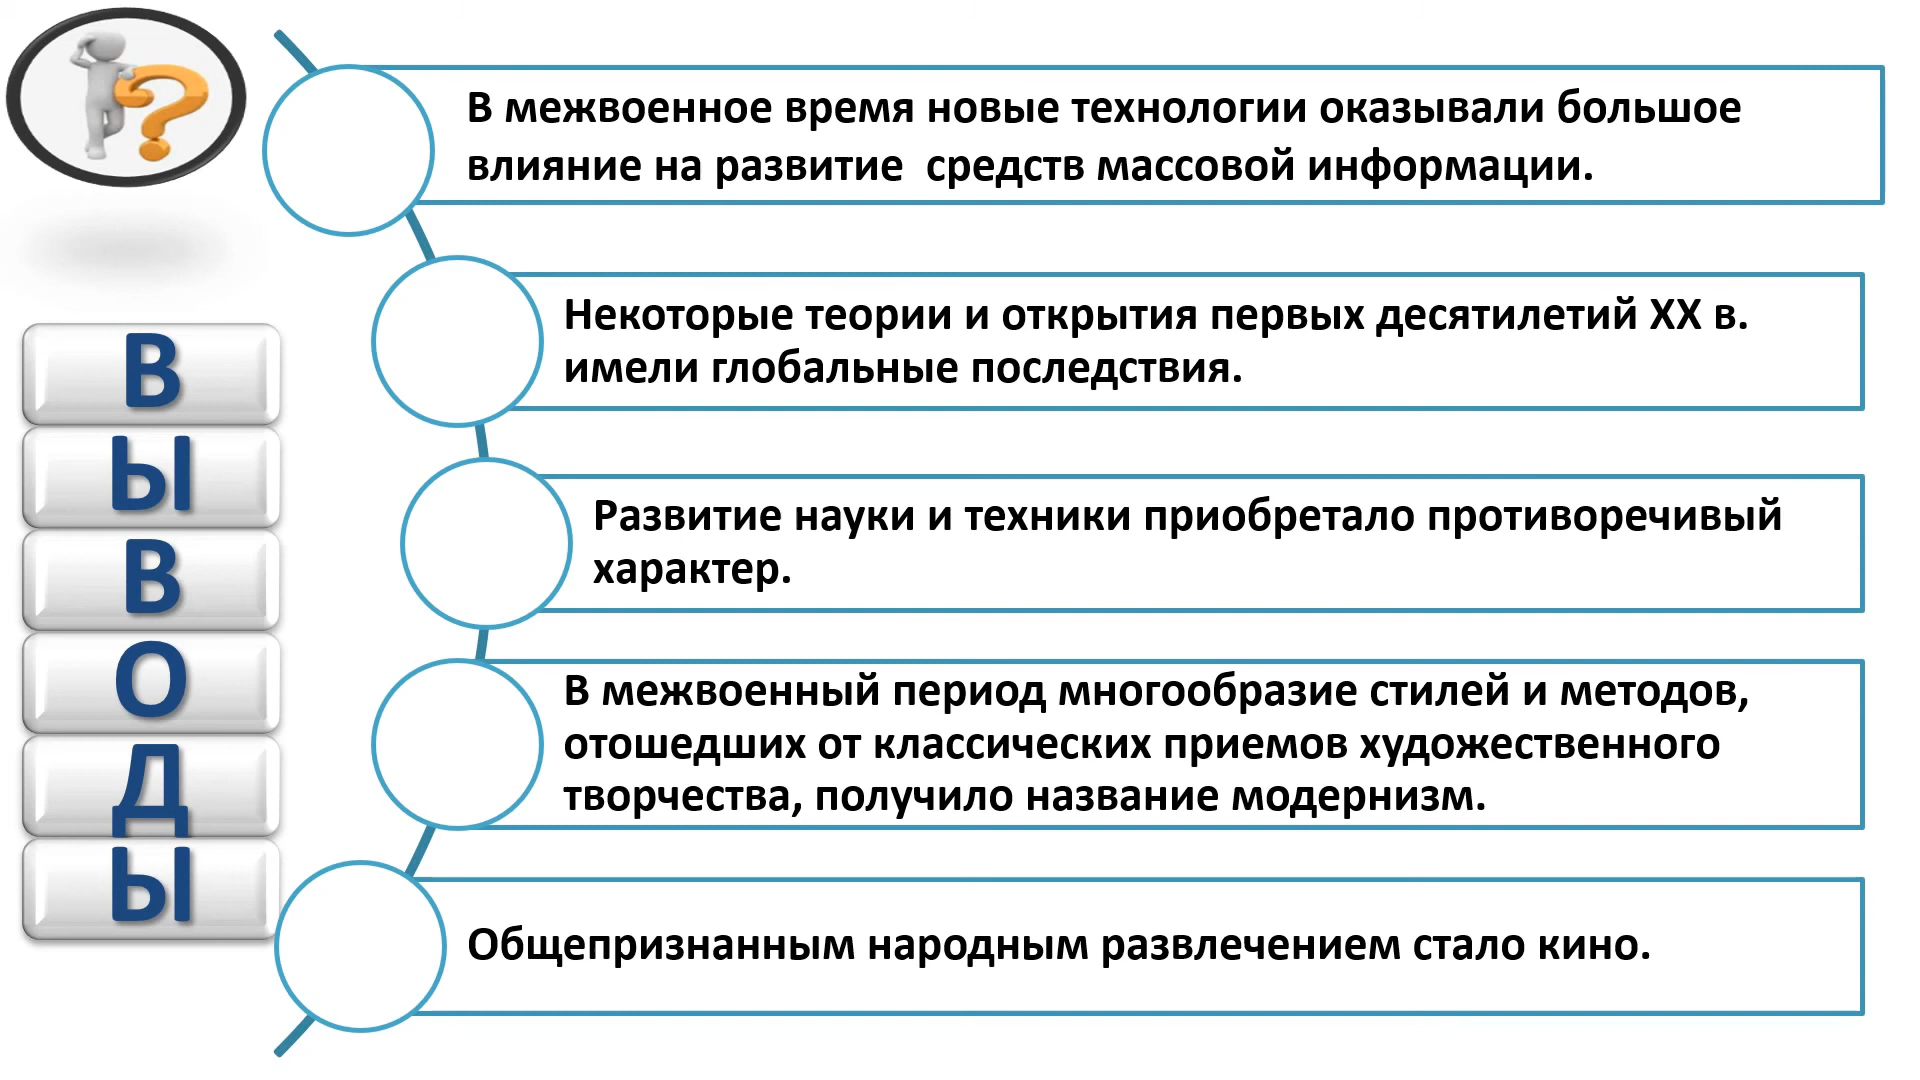 В
Ы
В
О
Д
Ы
В межвоенное время новые технологии оказывали большое
влияние на развитие  средств массовой информации.
Некоторые теории и открытия первых десятилетий XX в.
имели глобальные последствия.
Развитие науки и техники приобретало противоречивый
характер.
В межвоенный период многообразие стилей и методов,
отошедших от классических приемов художественного
творчества, получило название модернизм.
Общепризнанным народным развлечением стало кино.